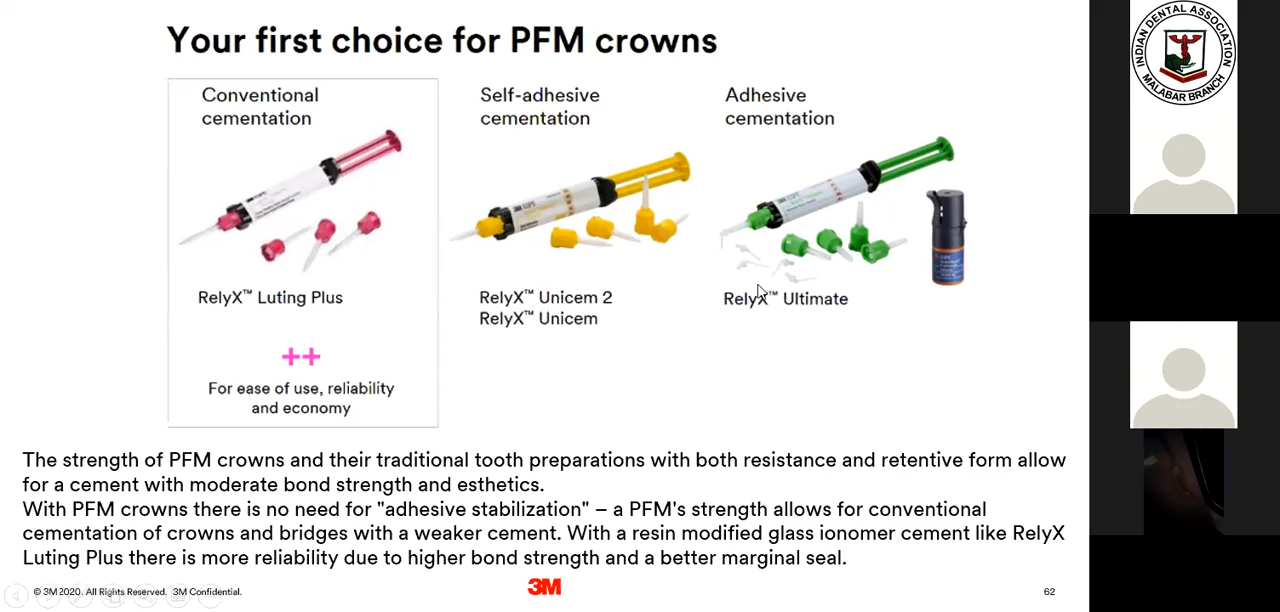 Your first choice for PFM crowns
Conventional
cementation
Self-adhesive
cementation
Adhesive
cementation
RelyX™ Luting Plus
RelyX™ Unicem 2
RelyX™ Unicem
RelyX™ Ultimate
++
For ease of use, reliability
and economy
The strength of PFM crowns and their traditional tooth preparations with both resistance and retentive form allow
for a cement with moderate bond strength and esthetics.
With PFM crowns there is no need for "adhesive stabilization" – a PFM's strength allows for conventional
cementation of crowns and bridges with a weaker cement. With a resin modified glass ionomer cement like RelyX
Luting Plus there is more reliability due to higher bond strength and a better marginal seal.
© 3M 2020. All Rights Reserved. 3M Confidential.
3M
62
INDIAN DENTAL ASSOCIATION
MALABAR BRANCH